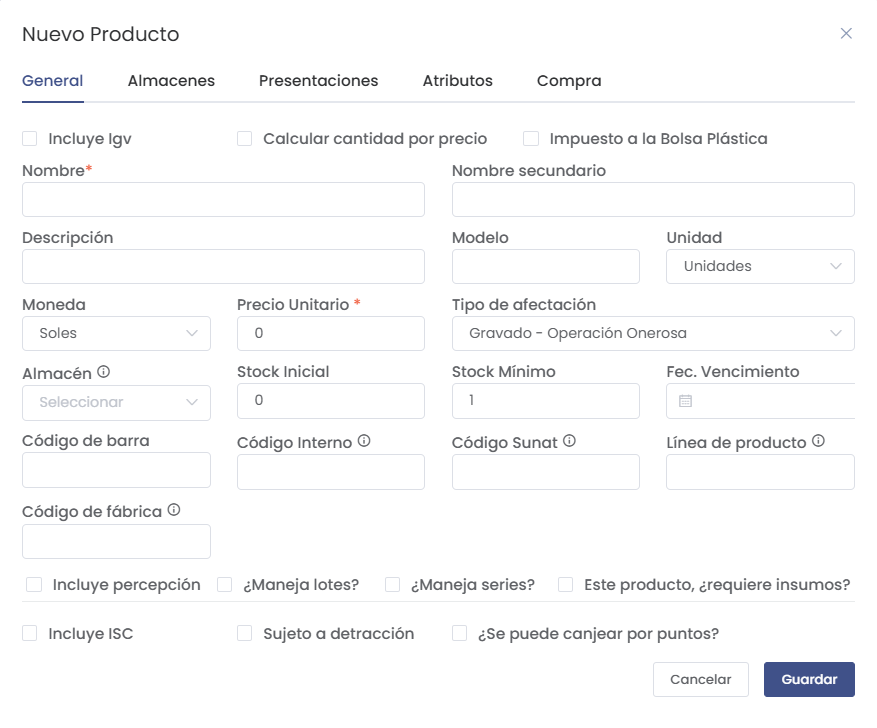 Nuevo Producto
General Almacenes Presentaciones Atributos Compra
Incluye Igv Calcular cantidad por precio Impuesto a la Bolsa Plástica
Nombre* Nombre secundario
Descripción Modelo Unidad
Unidades
Moneda Precio Unitario * Tipo de afectación
Soles 0 Gravado - Operación Onerosa
Almacén Stock Inicial Stock Mínimo Fec. Vencimiento
Seleccionar 0 1
Código de barra Código Interno Código Sunat Línea de producto
Código de fábrica
Incluye percepción ¿Maneja lotes? ¿Maneja series? Este producto, ¿requiere insumos?
Incluye ISC Sujeto a detracción ¿Se puede canjear por puntos?
Cancelar Guardar